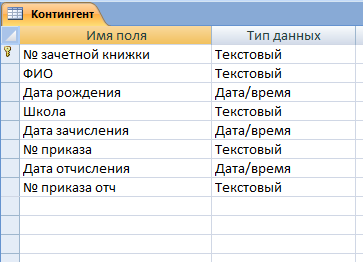 Контингент
Имя поля Тип данных
№ зачетной книжки Текстовый
ФИО Текстовый
Дата рождения Дата/время
Школа Текстовый
Дата зачисления Дата/время
№ приказа Текстовый
Дата отчисления Дата/время
№ приказа отч Текстовый